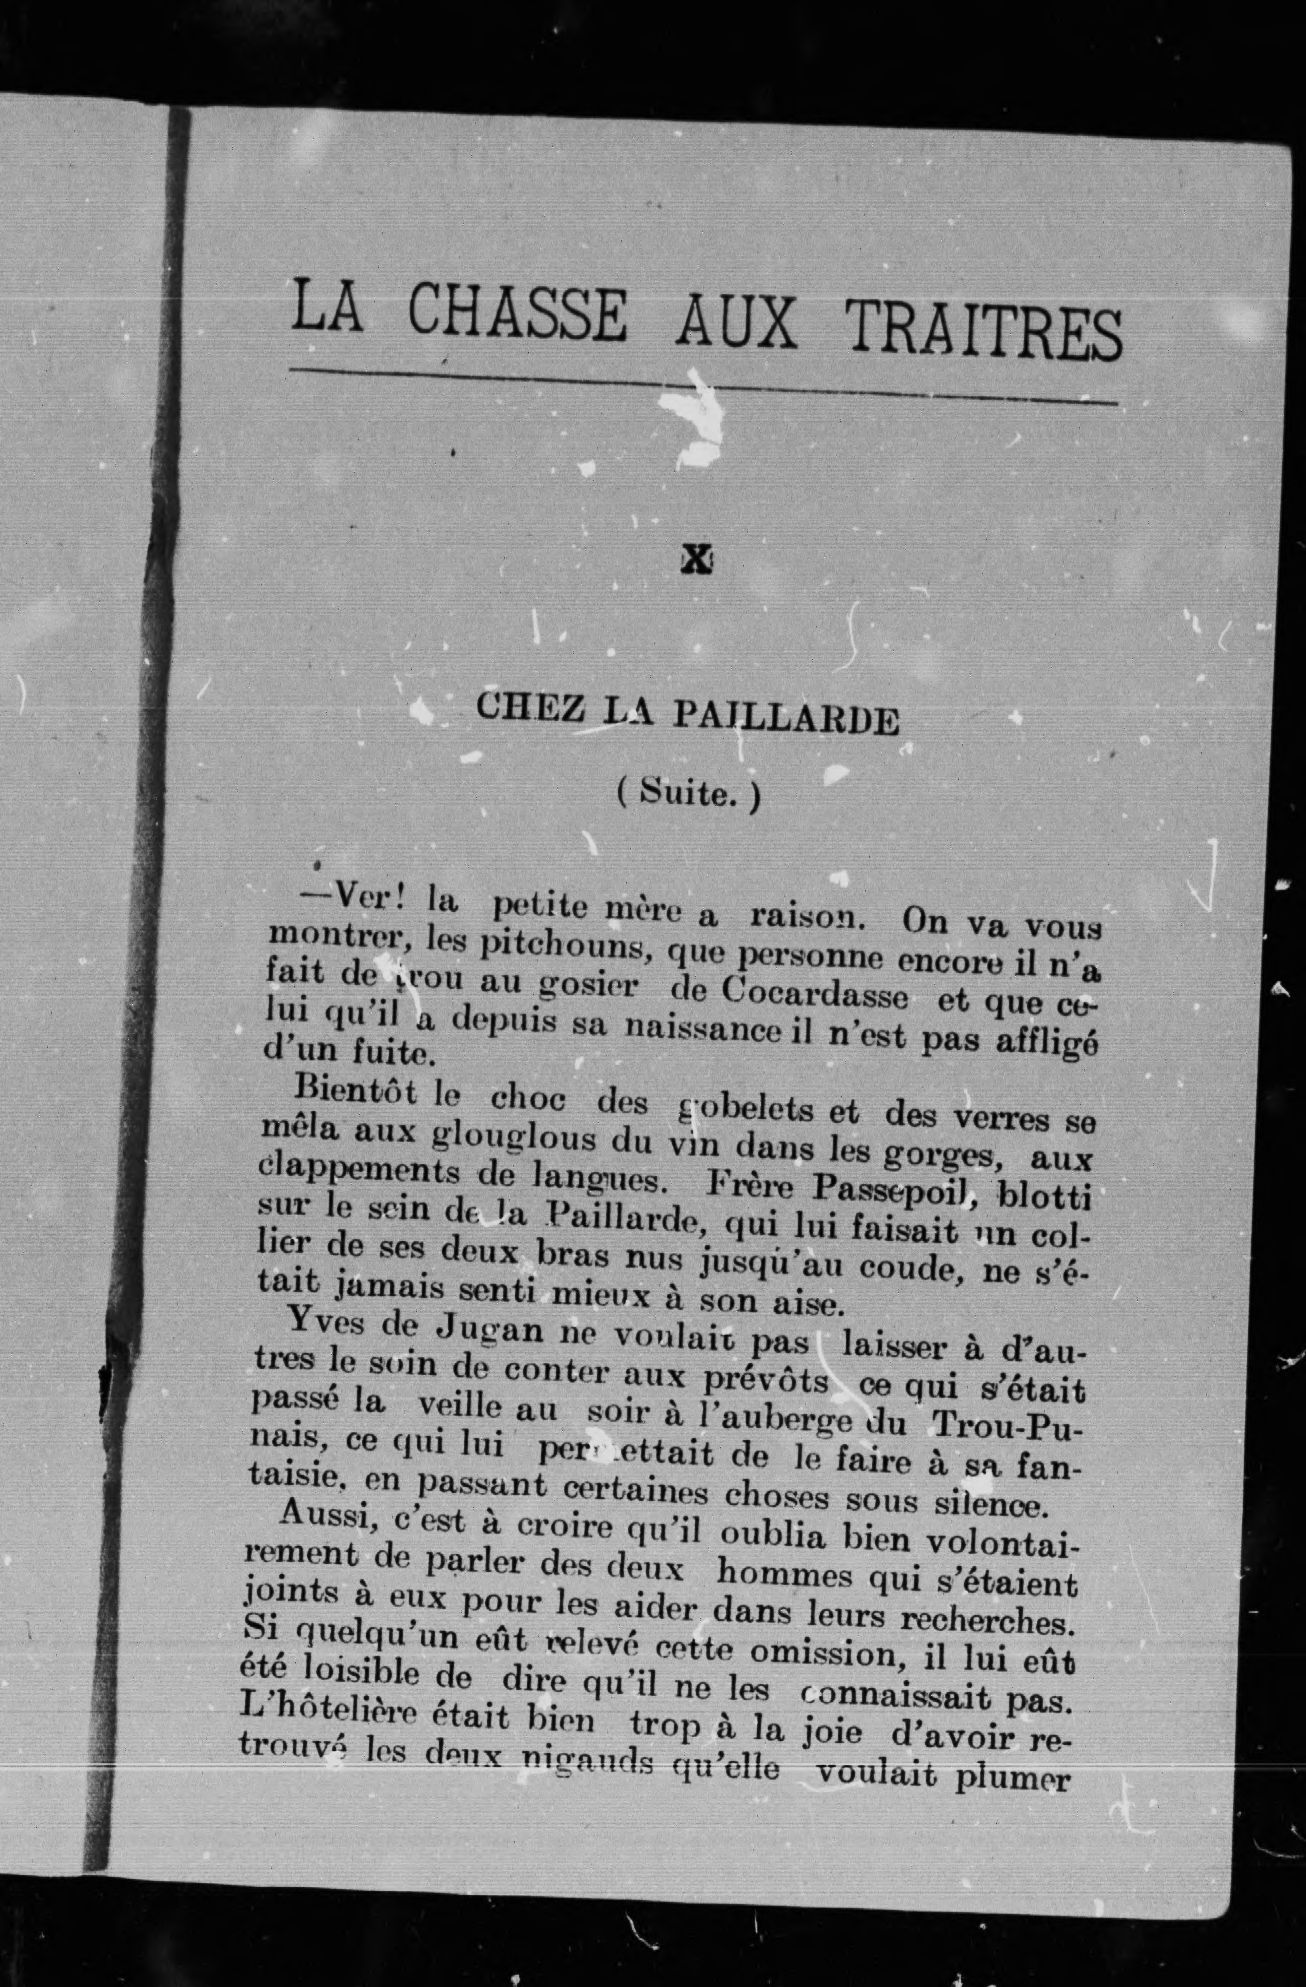 LA CHASSE AUX TRAITRES
X
CHEZ LA PAILLARDE
( Suite. )
—Ver! la petite mère a raison. On va vous
montrer, les pitchouns, que personne encore il n'a
fait de trou au gosier de Cocardasse et que ce-
lui qu'il a depuis sa naissance il n'est pas affligé
d'un fuite.
Bientôt le choc des gobelets et des verres se
mêla aux glouglous du vin dans les gorges, aux
clappements de langues. Frère Passepoil, blotti
sur le sein de la Paillarde, qui lui faisait un col-
lier de ses deux bras nus jusqu'au coude, ne s'é-
tait jamais senti mieux à son aise.
Yves de Jugan ne voulait pas laisser à d'au-
tres le soin de conter aux prévôts ce qui s'était
passé la veille au soir à l'auberge du Trou-Pu-
nais, ce qui lui permettait de le faire à sa fan-
taisie, en passant certaines choses sous silence.
Aussi, c'est à croire qu'il oublia bien volontai-
rement de parler des deux hommes qui s'étaient
joints à eux pour les aider dans leurs recherches.
Si quelqu'un eût relevé cette omission, il lui eût
été loisible de dire qu'il ne les connaissait pas.
L'hôtelière était bien trop à la joie d'avoir re-
trouvé les deux nigauds qu'elle voulait plumer